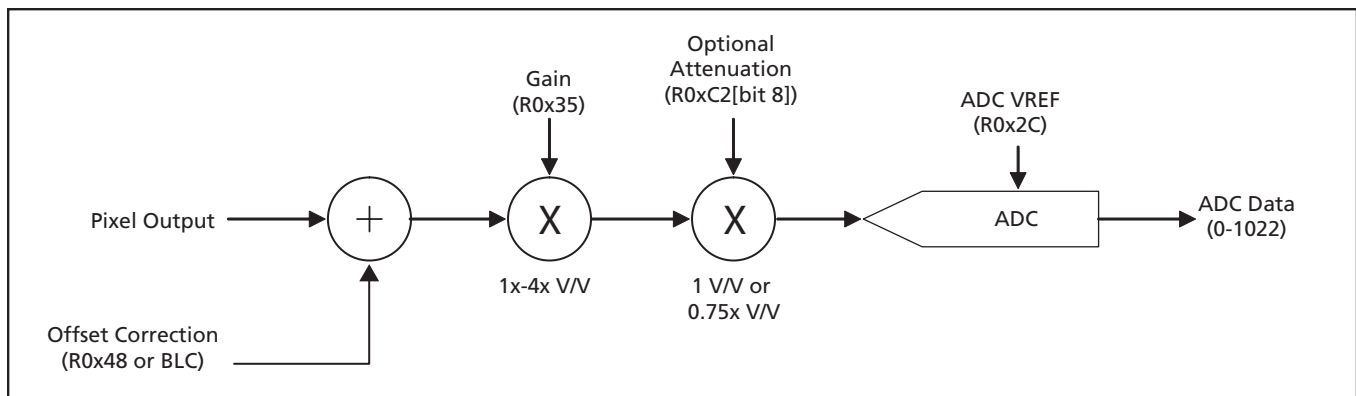 Optional
Attenuation
(R0xC2[bit 8])
Gain
(R0x35)
ADC VREF
(R0x2C)
Pixel Output
+
X
X
ADC
ADC Data
(0-1022)
1x-4x V/V
1 V/V or
0.75x V/V
Offset Correction
(R0x48 or BLC)